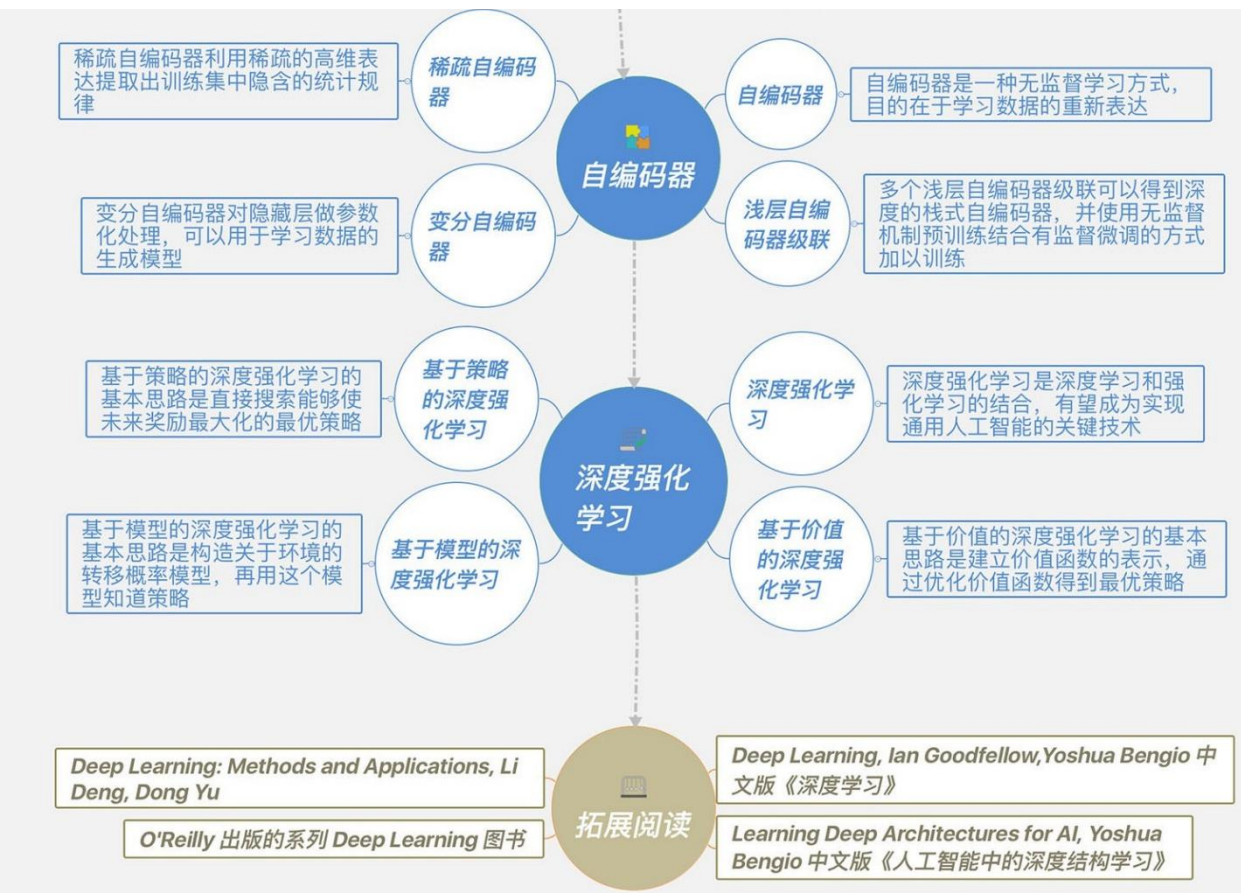 稀疏自编码器利用稀疏的高维表
达提取出训练集中隐含的统计规
律
稀疏自编码
器
自编码器
自编码器是一种无监督学习方式，
目的在于学习数据的重新表达
自编码器
变分自编码器对隐藏层做参数
化处理，可以用于学习数据的
生成模型
变分自编码
器
浅层自编
码器级联
多个浅层自编码器级联可以得到深
度的栈式自编码器，并使用无监督
机制预训练结合有监督微调的方式
加以训练
基于策略的深度强化学习的
基本思路是直接搜索能够使
未来奖励最大化的最优策略
基于策略
的深度强
化学习
深度强化学
习
深度强化学习是深度学习和强
化学习的结合，有望成为实现
通用人工智能的关键技术
深度强化
学习
基于模型的深度强化学习的
基本思路是构造关于环境的
转移概率模型，再用这个模
型知道策略
基于模型的深
度强化学习
基于价值
的深度强
化学习
基于价值的深度强化学习的基本
思路是建立价值函数的表示，通
过优化价值函数得到最优策略
Deep Learning: Methods and Applications, Li
Deng, Dong Yu
Deep Learning, Ian Goodfellow,Yoshua Bengio 中
文版《深度学习》
拓展阅读
O'Reilly 出版的系列 Deep Learning 图书
Learning Deep Architectures for AI, Yoshua
Bengio 中文版《人工智能中的深度结构学习》